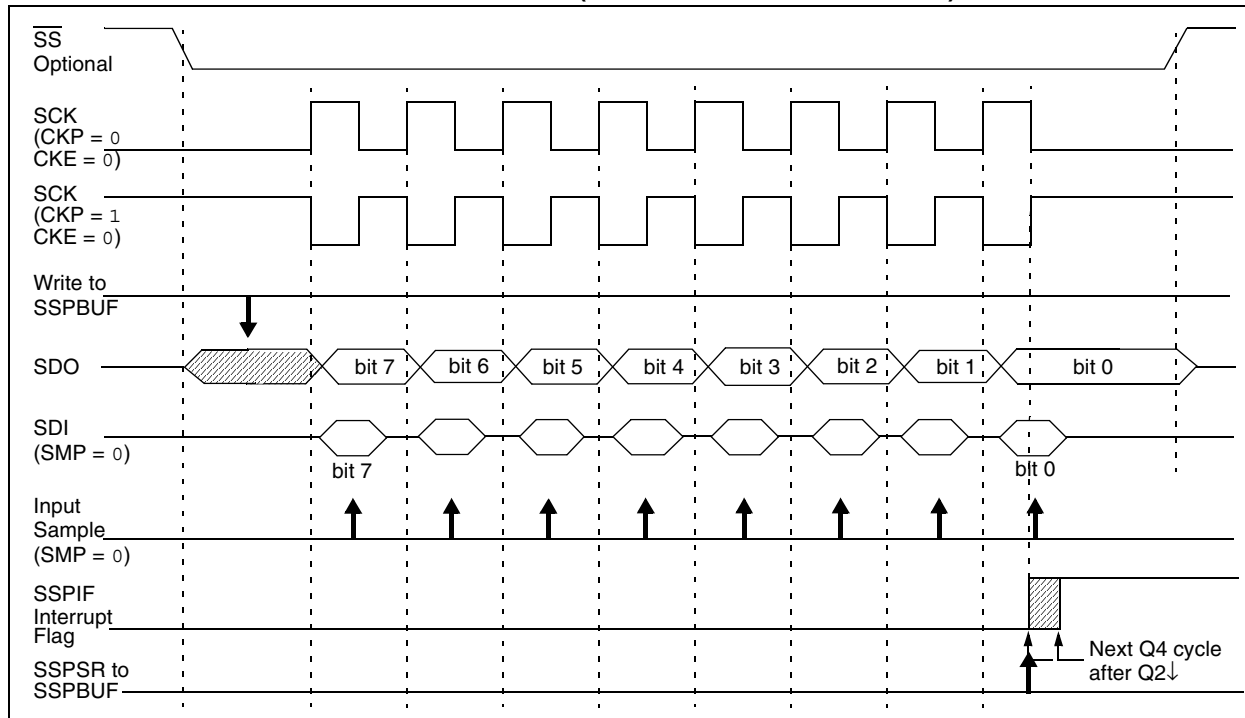 SS
Optional
SCK
(CKP = 0
CKE = 0)
SCK
(CKP = 1
CKE = 0)
Write to
SSPBUF
SDO
bit 7 bit 6 bit 5 bit 4 bit 3 bit 2 bit 1 bit 0
SDI
(SMP = 0)
bit 7 bit 0
Input
Sample
(SMP = 0)
SSPIF
Interrupt
Flag
SSPSR to
SSPBUF
Next Q4 cycle
after Q2↓